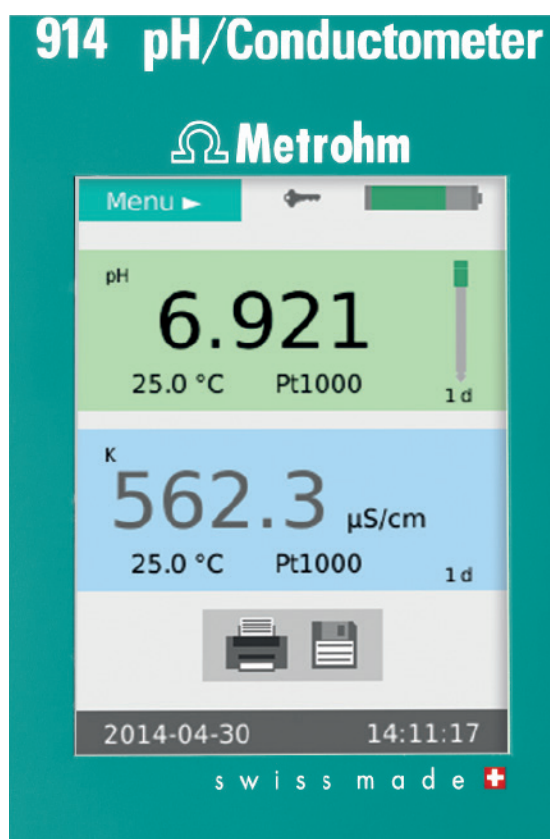 914 pH/Conductometer
Metrohm
Menu ►
pH
6.921
25.0 °C Pt1000
1 d
K
562.3 µS/cm
25.0 °C Pt1000
1 d
2014-04-30 14:11:17
swiss made